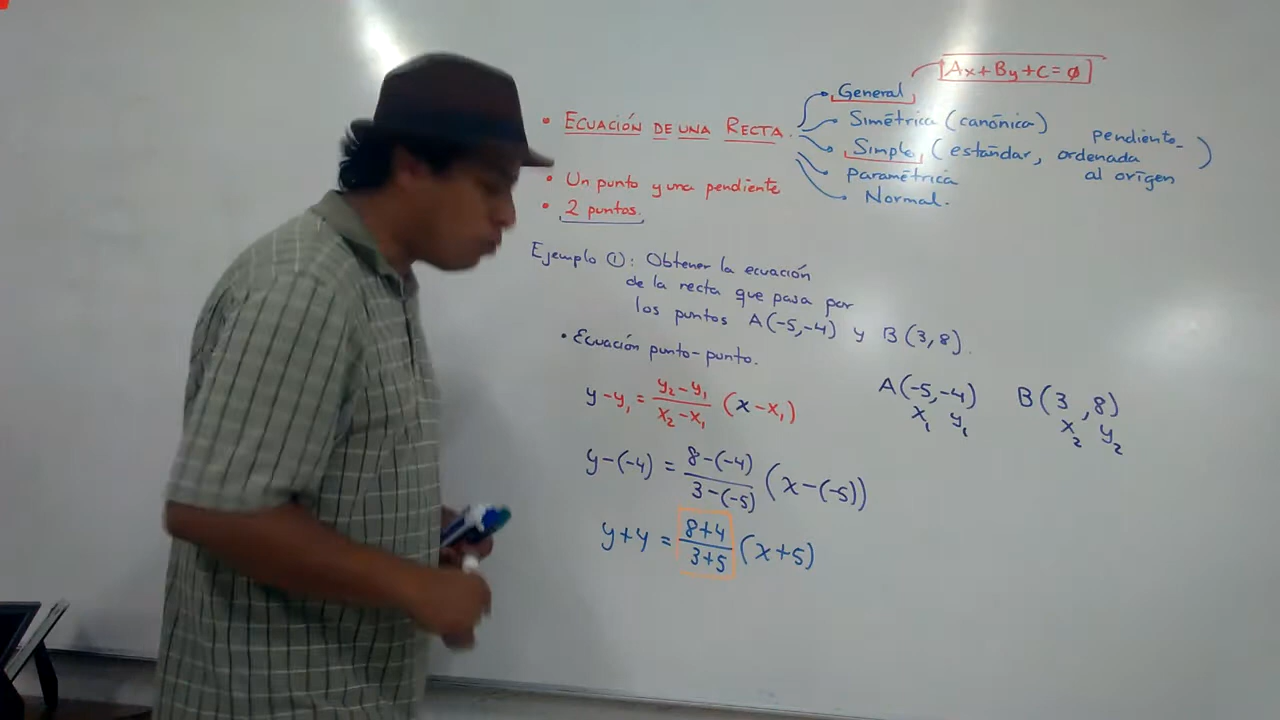 Ax+By+C=ø
General
• ECUACIÓN DE UNA RECTA.
Simétrica (canónica)
Simple (estándar, pendiente-
ordenada
al origen)
Paramétrica
Normal.
• Un punto y una pendiente
• 2 puntos.
Ejemplo ①: Obtener la ecuación
de la recta que pasa por
los puntos A(-5,-4) y B(3,8).
• Ecuación punto-punto.
y-y₁ = (y₂-y₁)/(x₂-x₁) (x-x₁)
A(-5,-4) B(3,8)
x₁ y₁ x₂ y₂
y-(-4) = (8-(-4))/(3-(-5)) (x-(-5))
y+4 = (8+4)/(3+5) (x+5)